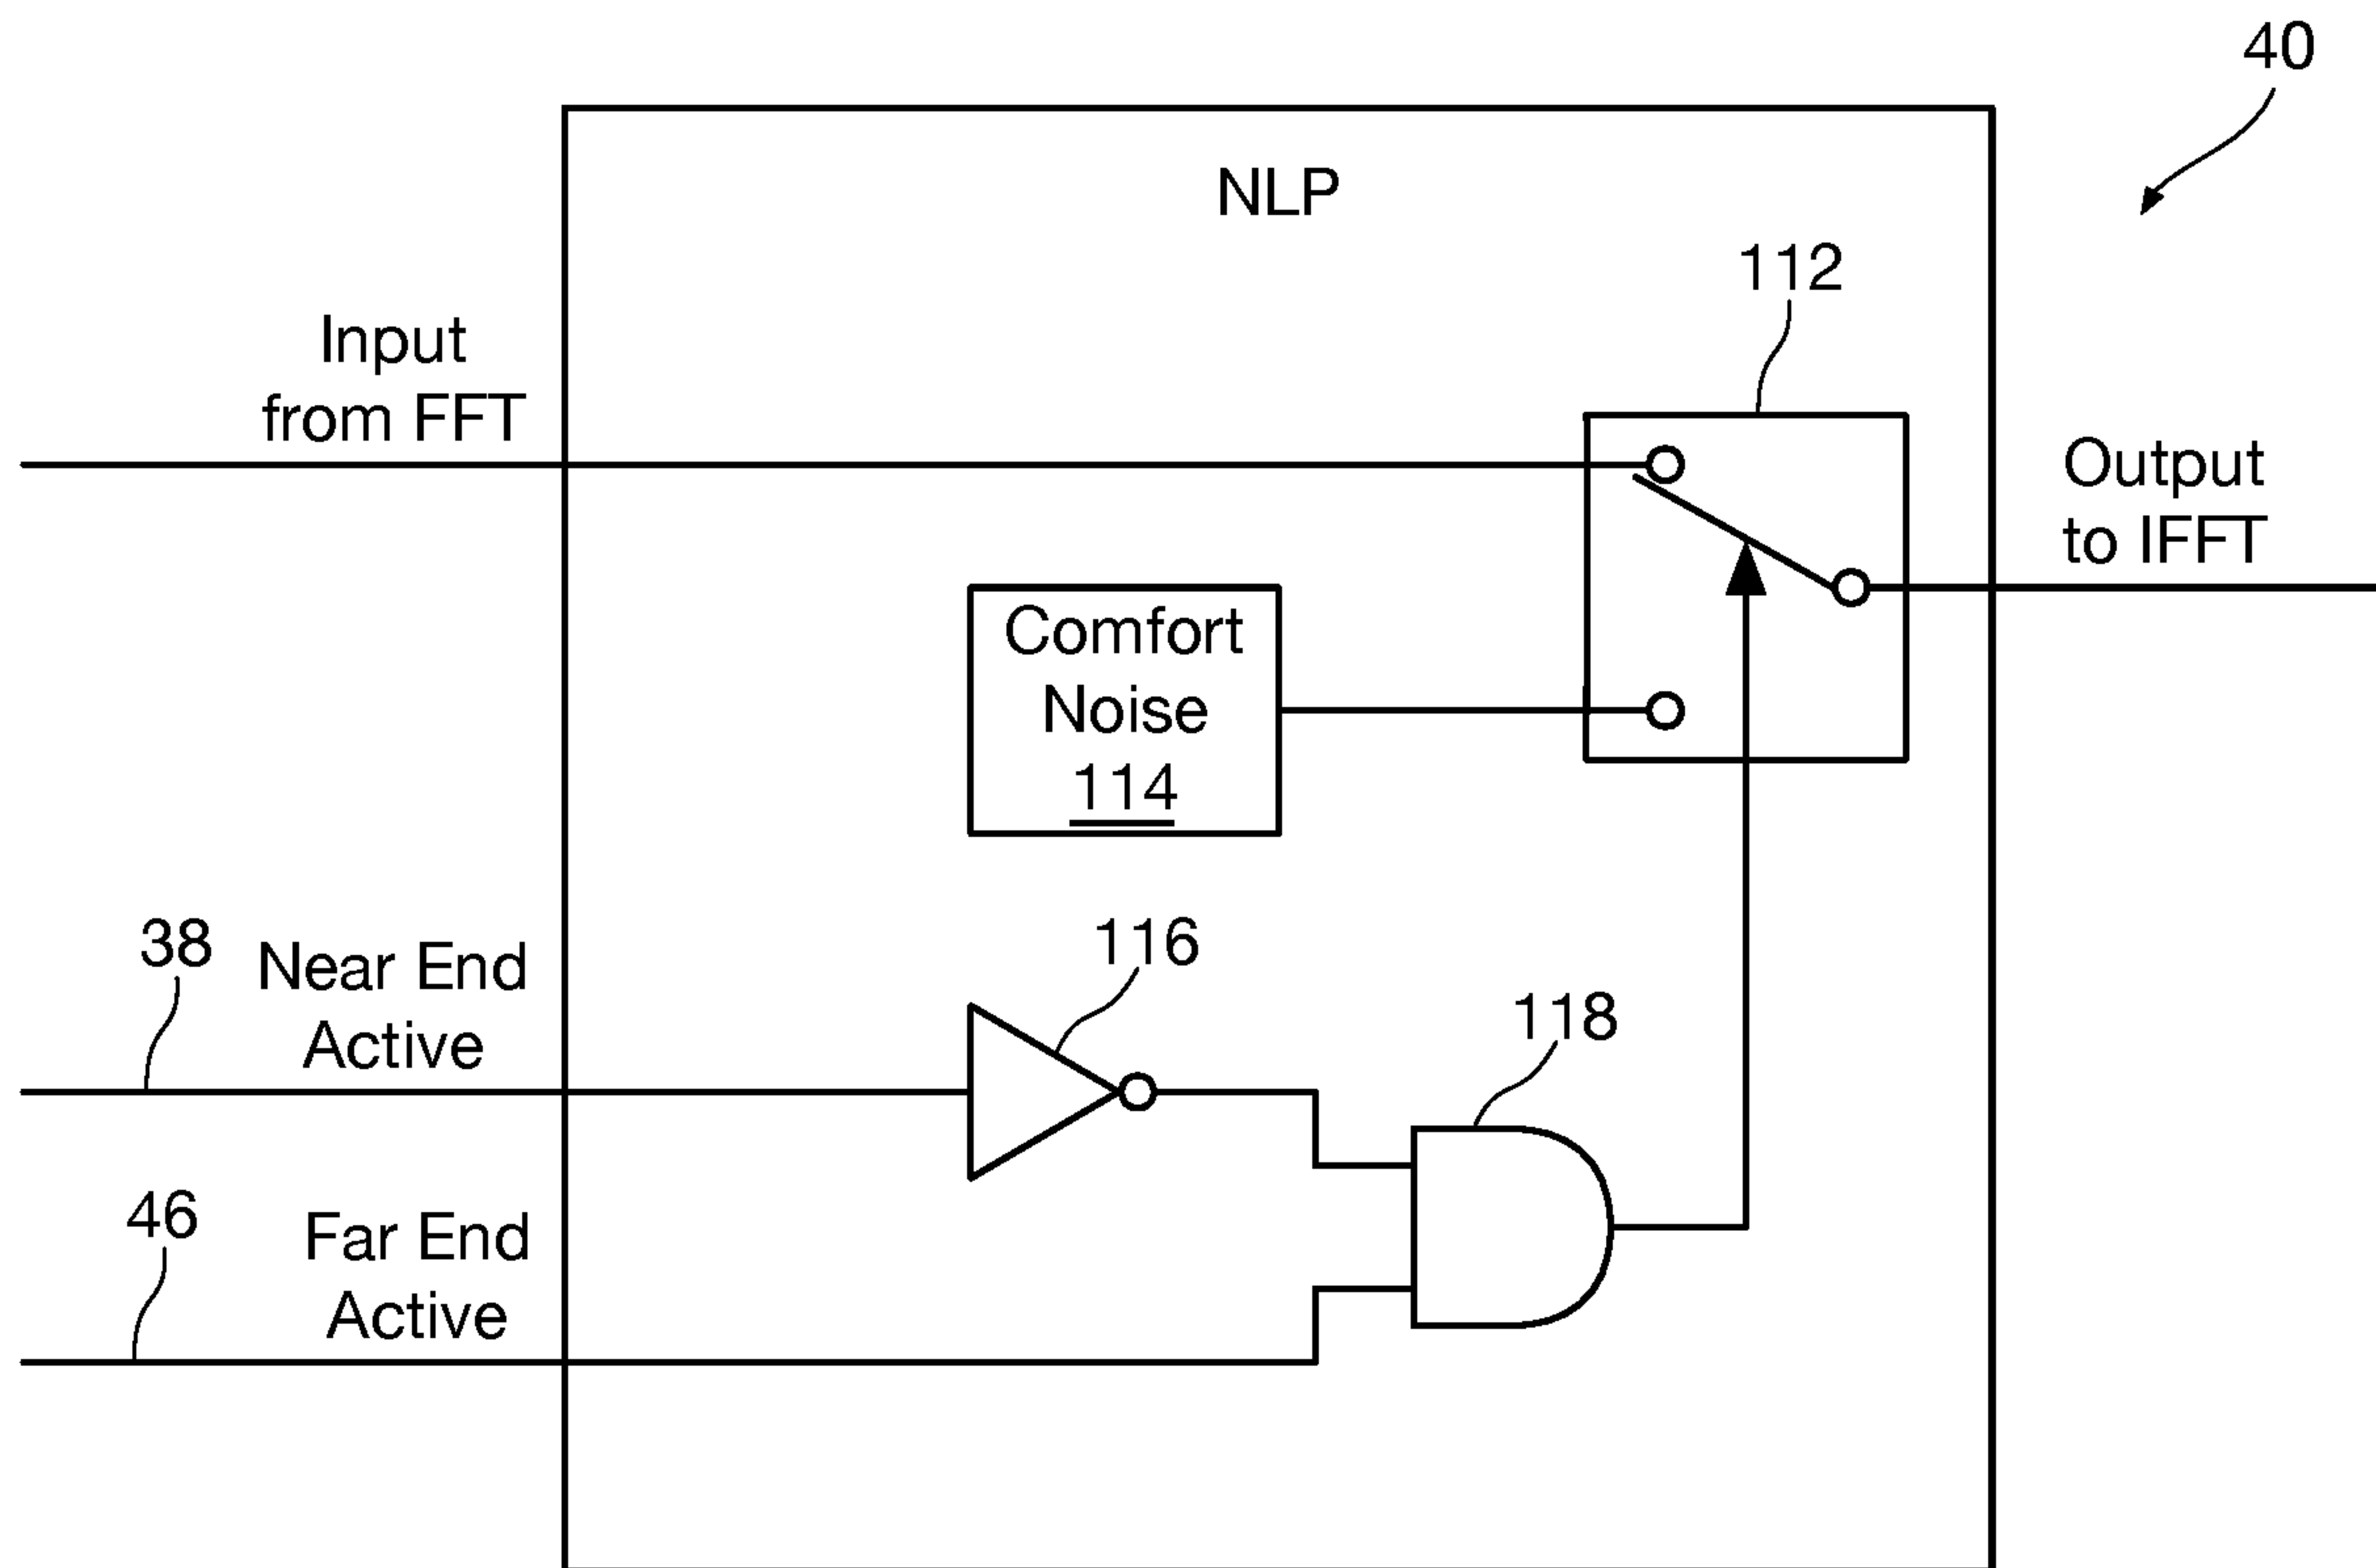 40
NLP
112
Input
from FFT
Output
to IFFT
Comfort
Noise
114
38
Near End
Active
116
118
46
Far End
Active